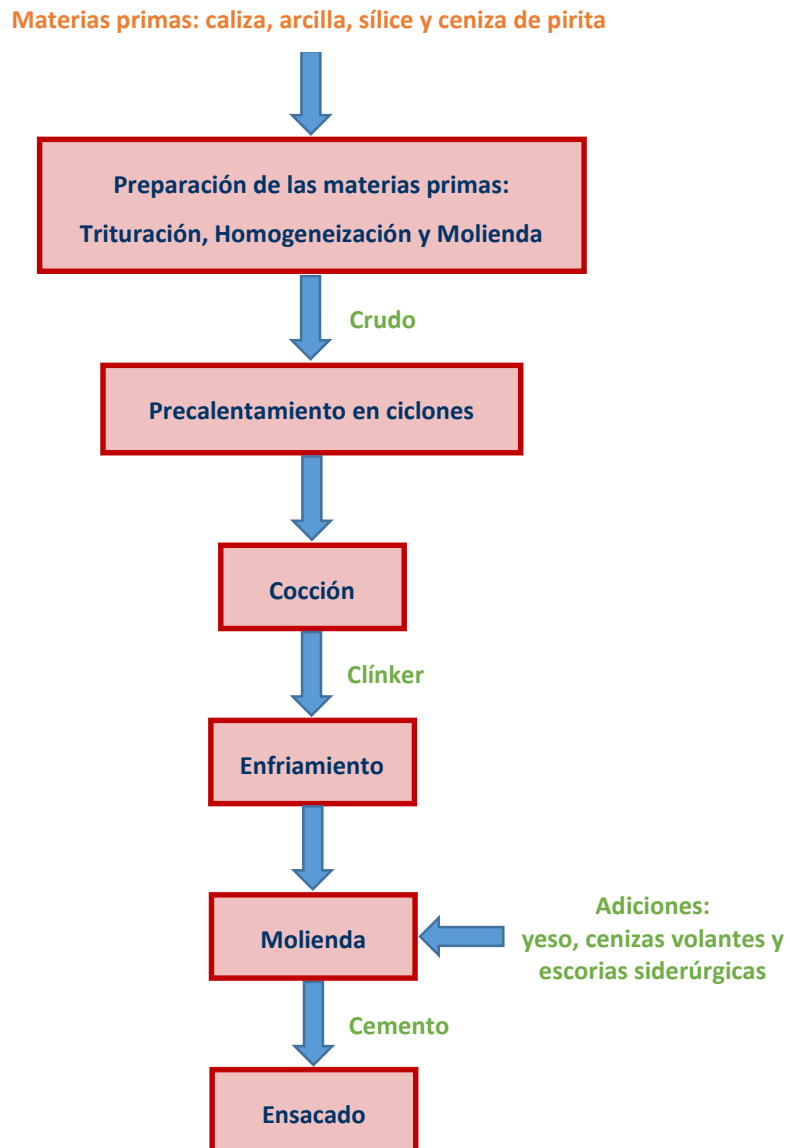 Materias primas: caliza, arcilla, sílice y ceniza de pirita
Preparación de las materias primas:
Trituración, Homogeneización y Molienda
Crudo
Precalentamiento en ciclones
Cocción
Clínker
Enfriamiento
Molienda
Adiciones:
yeso, cenizas volantes y
escorias siderúrgicas
Cemento
Ensacado